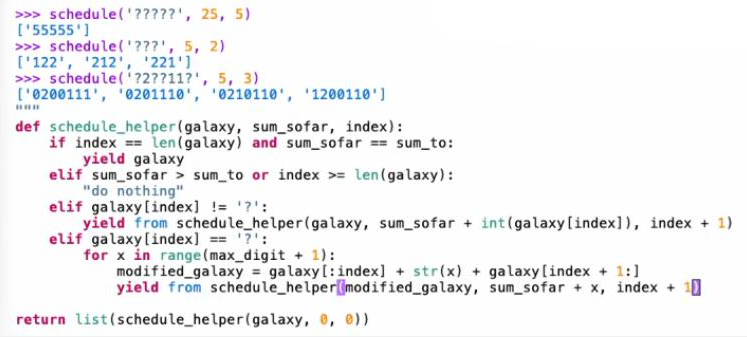 >>> schedule('?????', 25, 5)
['55555']
>>> schedule('???', 5, 2)
['122', '212', '221']
>>> schedule('?2??11?', 5, 3)
['0200111', '0201110', '0210110', '1200110']
"""
def schedule_helper(galaxy, sum_sofar, index):
    if index == len(galaxy) and sum_sofar == sum_to:
        yield galaxy
    elif sum_sofar > sum_to or index >= len(galaxy):
        "do nothing"
    elif galaxy[index] != '?':
        yield from schedule_helper(galaxy, sum_sofar + int(galaxy[index]), index + 1)
    elif galaxy[index] == '?':
        for x in range(max_digit + 1):
            modified_galaxy = galaxy[:index] + str(x) + galaxy[index + 1:]
            yield from schedule_helper(modified_galaxy, sum_sofar + x, index + 1)
return list(schedule_helper(galaxy, 0, 0))